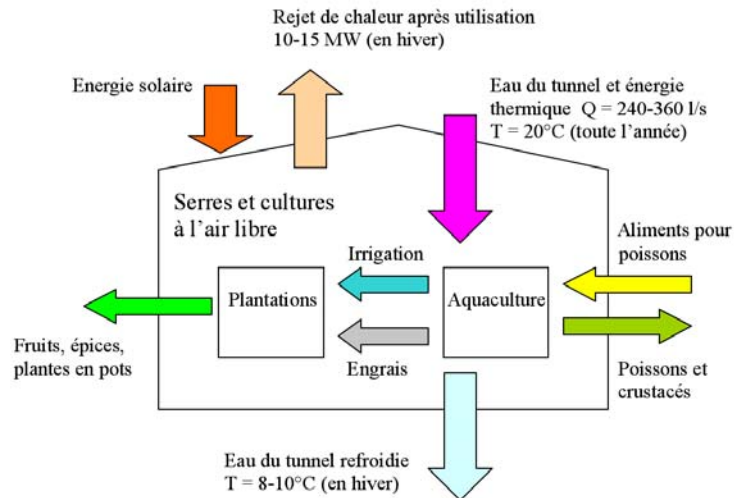 Rejet de chaleur après utilisation
10-15 MW (en hiver)
Energie solaire
Eau du tunnel et énergie
thermique Q = 240-360 l/s
T = 20°C (toute l’année)
Serres et cultures
à l’air libre
Irrigation
Aliments pour
poissons
Plantations
Aquaculture
Fruits, épices,
plantes en pots
Engrais
Poissons et
crustacés
Eau du tunnel refroidie
T = 8-10°C (en hiver)